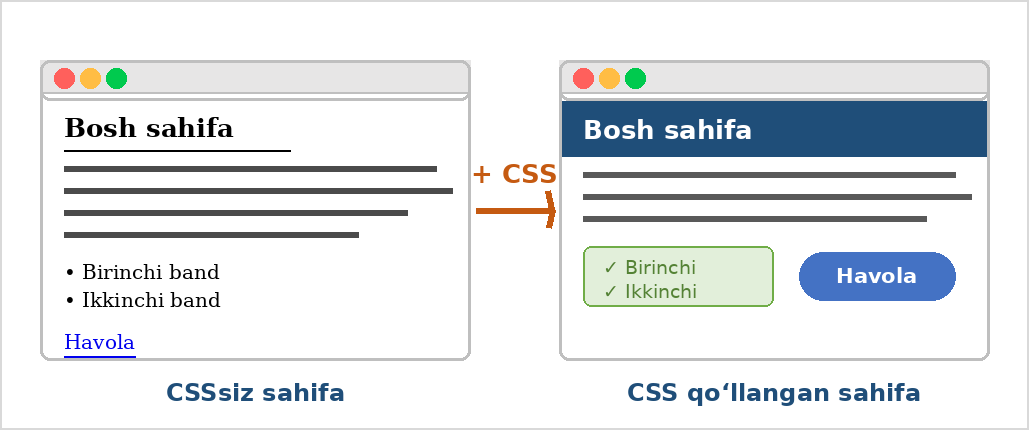 Bosh sahifa
• Birinchi band
• Ikkinchi band
Havola
CSSsiz sahifa
+ CSS
Bosh sahifa
✓ Birinchi
✓ Ikkinchi
Havola
CSS qo‘llangan sahifa